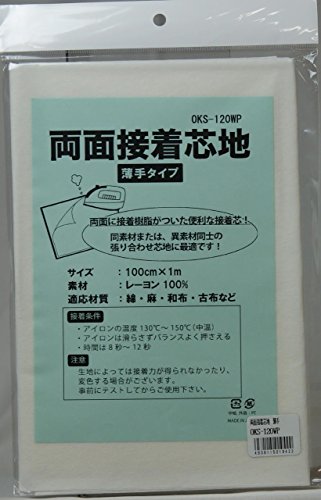 OKS-120WP
両面接着芯地
薄手タイプ
両面に接着樹脂がついた便利な接着芯!
同素材または、異素材同士の
張り合わせ芯地に最適です!
サイズ :100cm×1m
素材 :レーヨン 100%
適応材質 :綿・麻・和布・古布など
接着条件
・アイロンの温度 130℃〜150℃(中温)
・アイロンは滑らさずバランスよく押さえる
・時間は8秒〜12秒
注意
生地によっては接着力が得られなかったり、
変色する場合がございます。
事前にテストしてからご使用下さい。
OKS-120WP